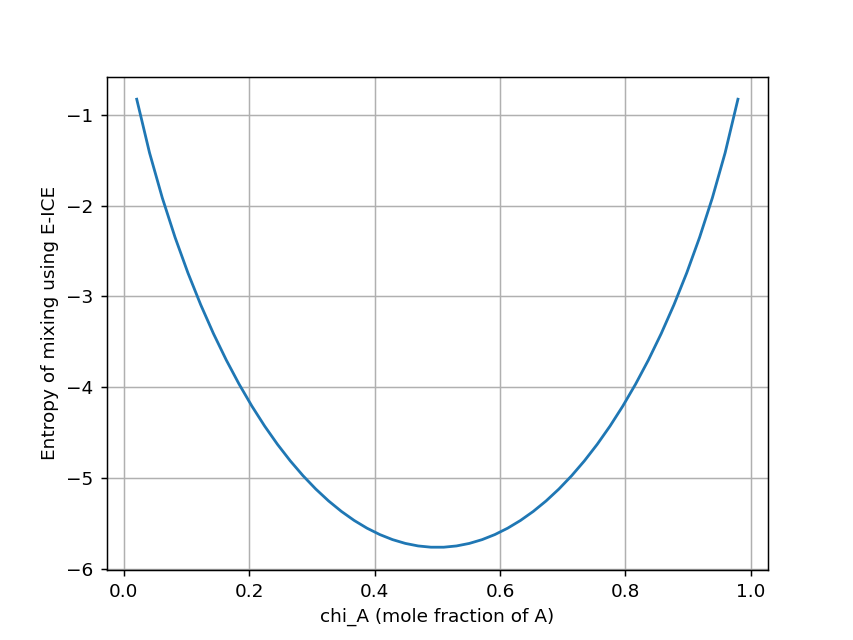 −1
−2
−3
−4
−5
−6
Entropy of mixing using E-ICE
0.0 0.2 0.4 0.6 0.8 1.0
chi_A (mole fraction of A)